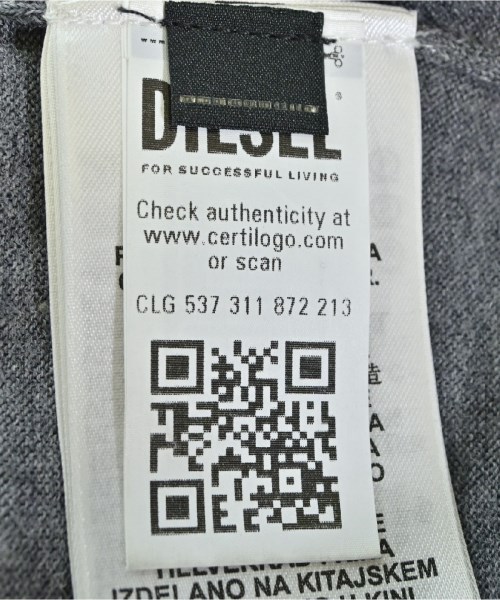 DIESEL
FOR SUCCESSFUL LIVING
Check authenticity at
www.certilogo.com
or scan
CLG 537 311 872 213
IZDELANO NA KITAJSKEM